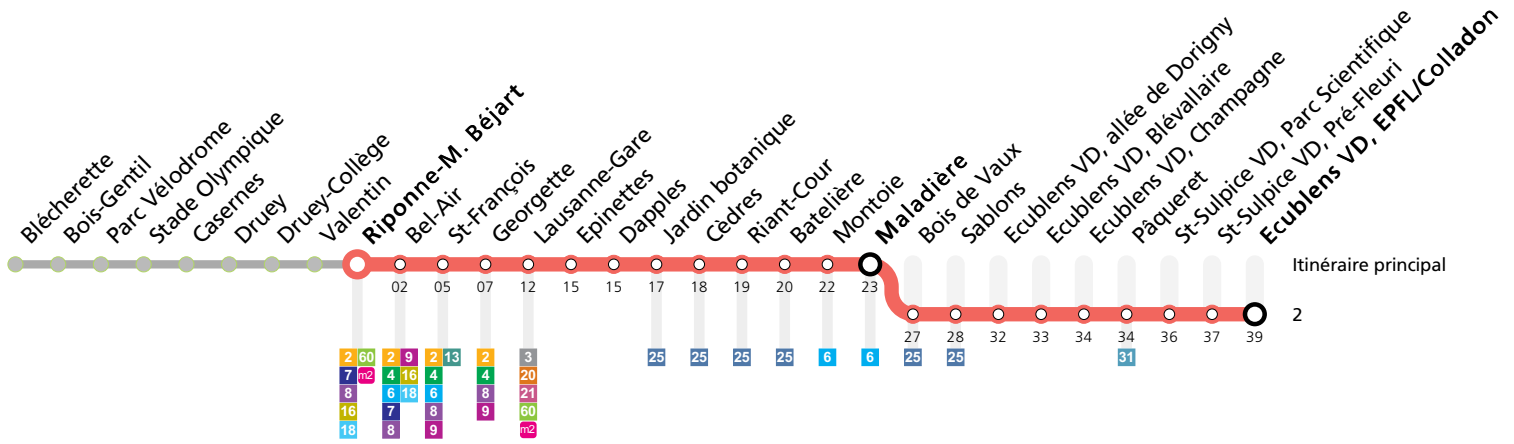 Blécherette
Bois-Gentil
Parc Vélodrome
Stade Olympique
Casernes
Druey
Druey-Collège
Valentin
Riponne-M. Béjart
Bel-Air
St-François
Georgette
Lausanne-Gare
Epinettes
Dapples
Jardin botanique
Cèdres
Riant-Cour
Batelière
Montoie
Maladière
Bois de Vaux
Sablons
Ecublens VD, allée de Dorigny
Ecublens VD, Blévallaire
Ecublens VD, Champagne
Pâqueret
St-Sulpice VD, Parc Scientifique
St-Sulpice VD, Pré-Fleuri
Ecublens VD, EPFL/Colladon
Itinéraire principal
02 05 07 12 15 15 17 18 19 20 22 23
2
27 28 32 33 34 34 36 37 39
2 60 2 9 2 13 2 3 25 25 25 25 6 6 25 25 31
7 m2 4 16 4 4 20
8 6 18 6 8 21
16 7 8 9 60
18 8 9 m2